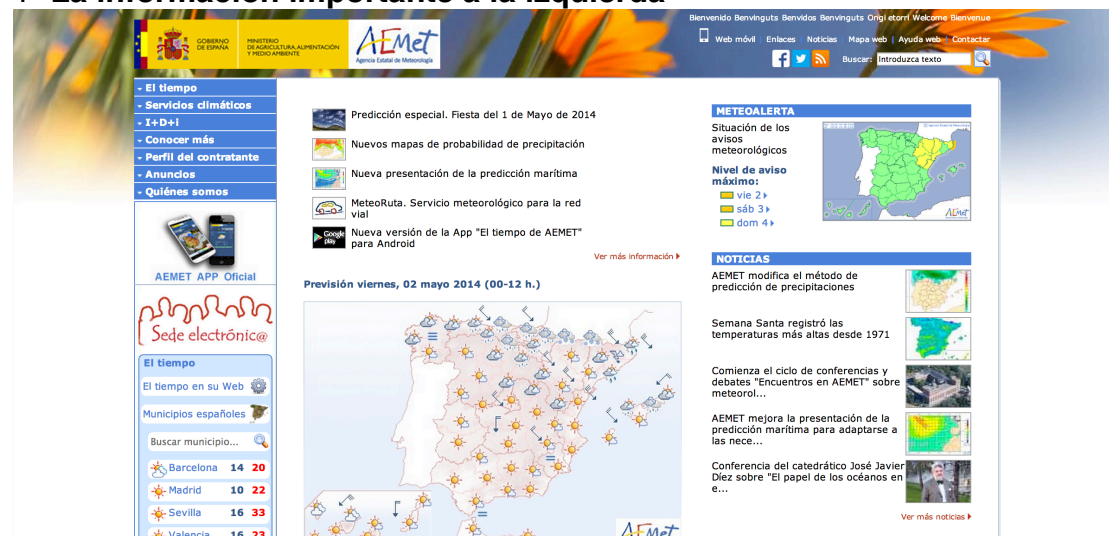 La información importante a la izquierda
Bienvenido Benvinguts Benvidos Benvinguts Ongi etorri Welcome Bienvenue
GOBIERNO
DE ESPAÑA
MINISTERIO
DE AGRICULTURA, ALIMENTACIÓN
Y MEDIO AMBIENTE
AEMet
Agencia Estatal de Meteorología
Web móvil | Enlaces | Noticias | Mapa web | Ayuda web | Contactar
Buscar: Introduzca texto
El tiempo
Servicios climáticos
I+D+i
Conocer más
Perfil del contratante
Anuncios
Quiénes somos
AEMET APP Oficial
Sede electrónic@
El tiempo
El tiempo en su Web
Municipios españoles
Buscar municipio...
Barcelona 14 20
Madrid 10 22
Sevilla 16 33
Valencia 16 23
Predicción especial. Fiesta del 1 de Mayo de 2014
Nuevos mapas de probabilidad de precipitación
Nueva presentación de la predicción marítima
MeteoRuta. Servicio meteorológico para la red
vial
Google
play
Nueva versión de la App "El tiempo de AEMET"
para Android
Ver más información
Previsión viernes, 02 mayo 2014 (00-12 h.)
AEMet
METEOALERTA
Situación de los
avisos
meteorológicos
Nivel de aviso
máximo:
vie 2
sáb 3
dom 4
AEMet
NOTICIAS
AEMET modifica el método de
predicción de precipitaciones
Semana Santa registró las
temperaturas más altas desde 1971
Comienza el ciclo de conferencias y
debates "Encuentros en AEMET" sobre
meteorol...
AEMET mejora la presentación de la
predicción marítima para adaptarse a
las nece...
Conferencia del catedrático José Javier
Díez sobre "El papel de los océanos en
e...
Ver más noticias